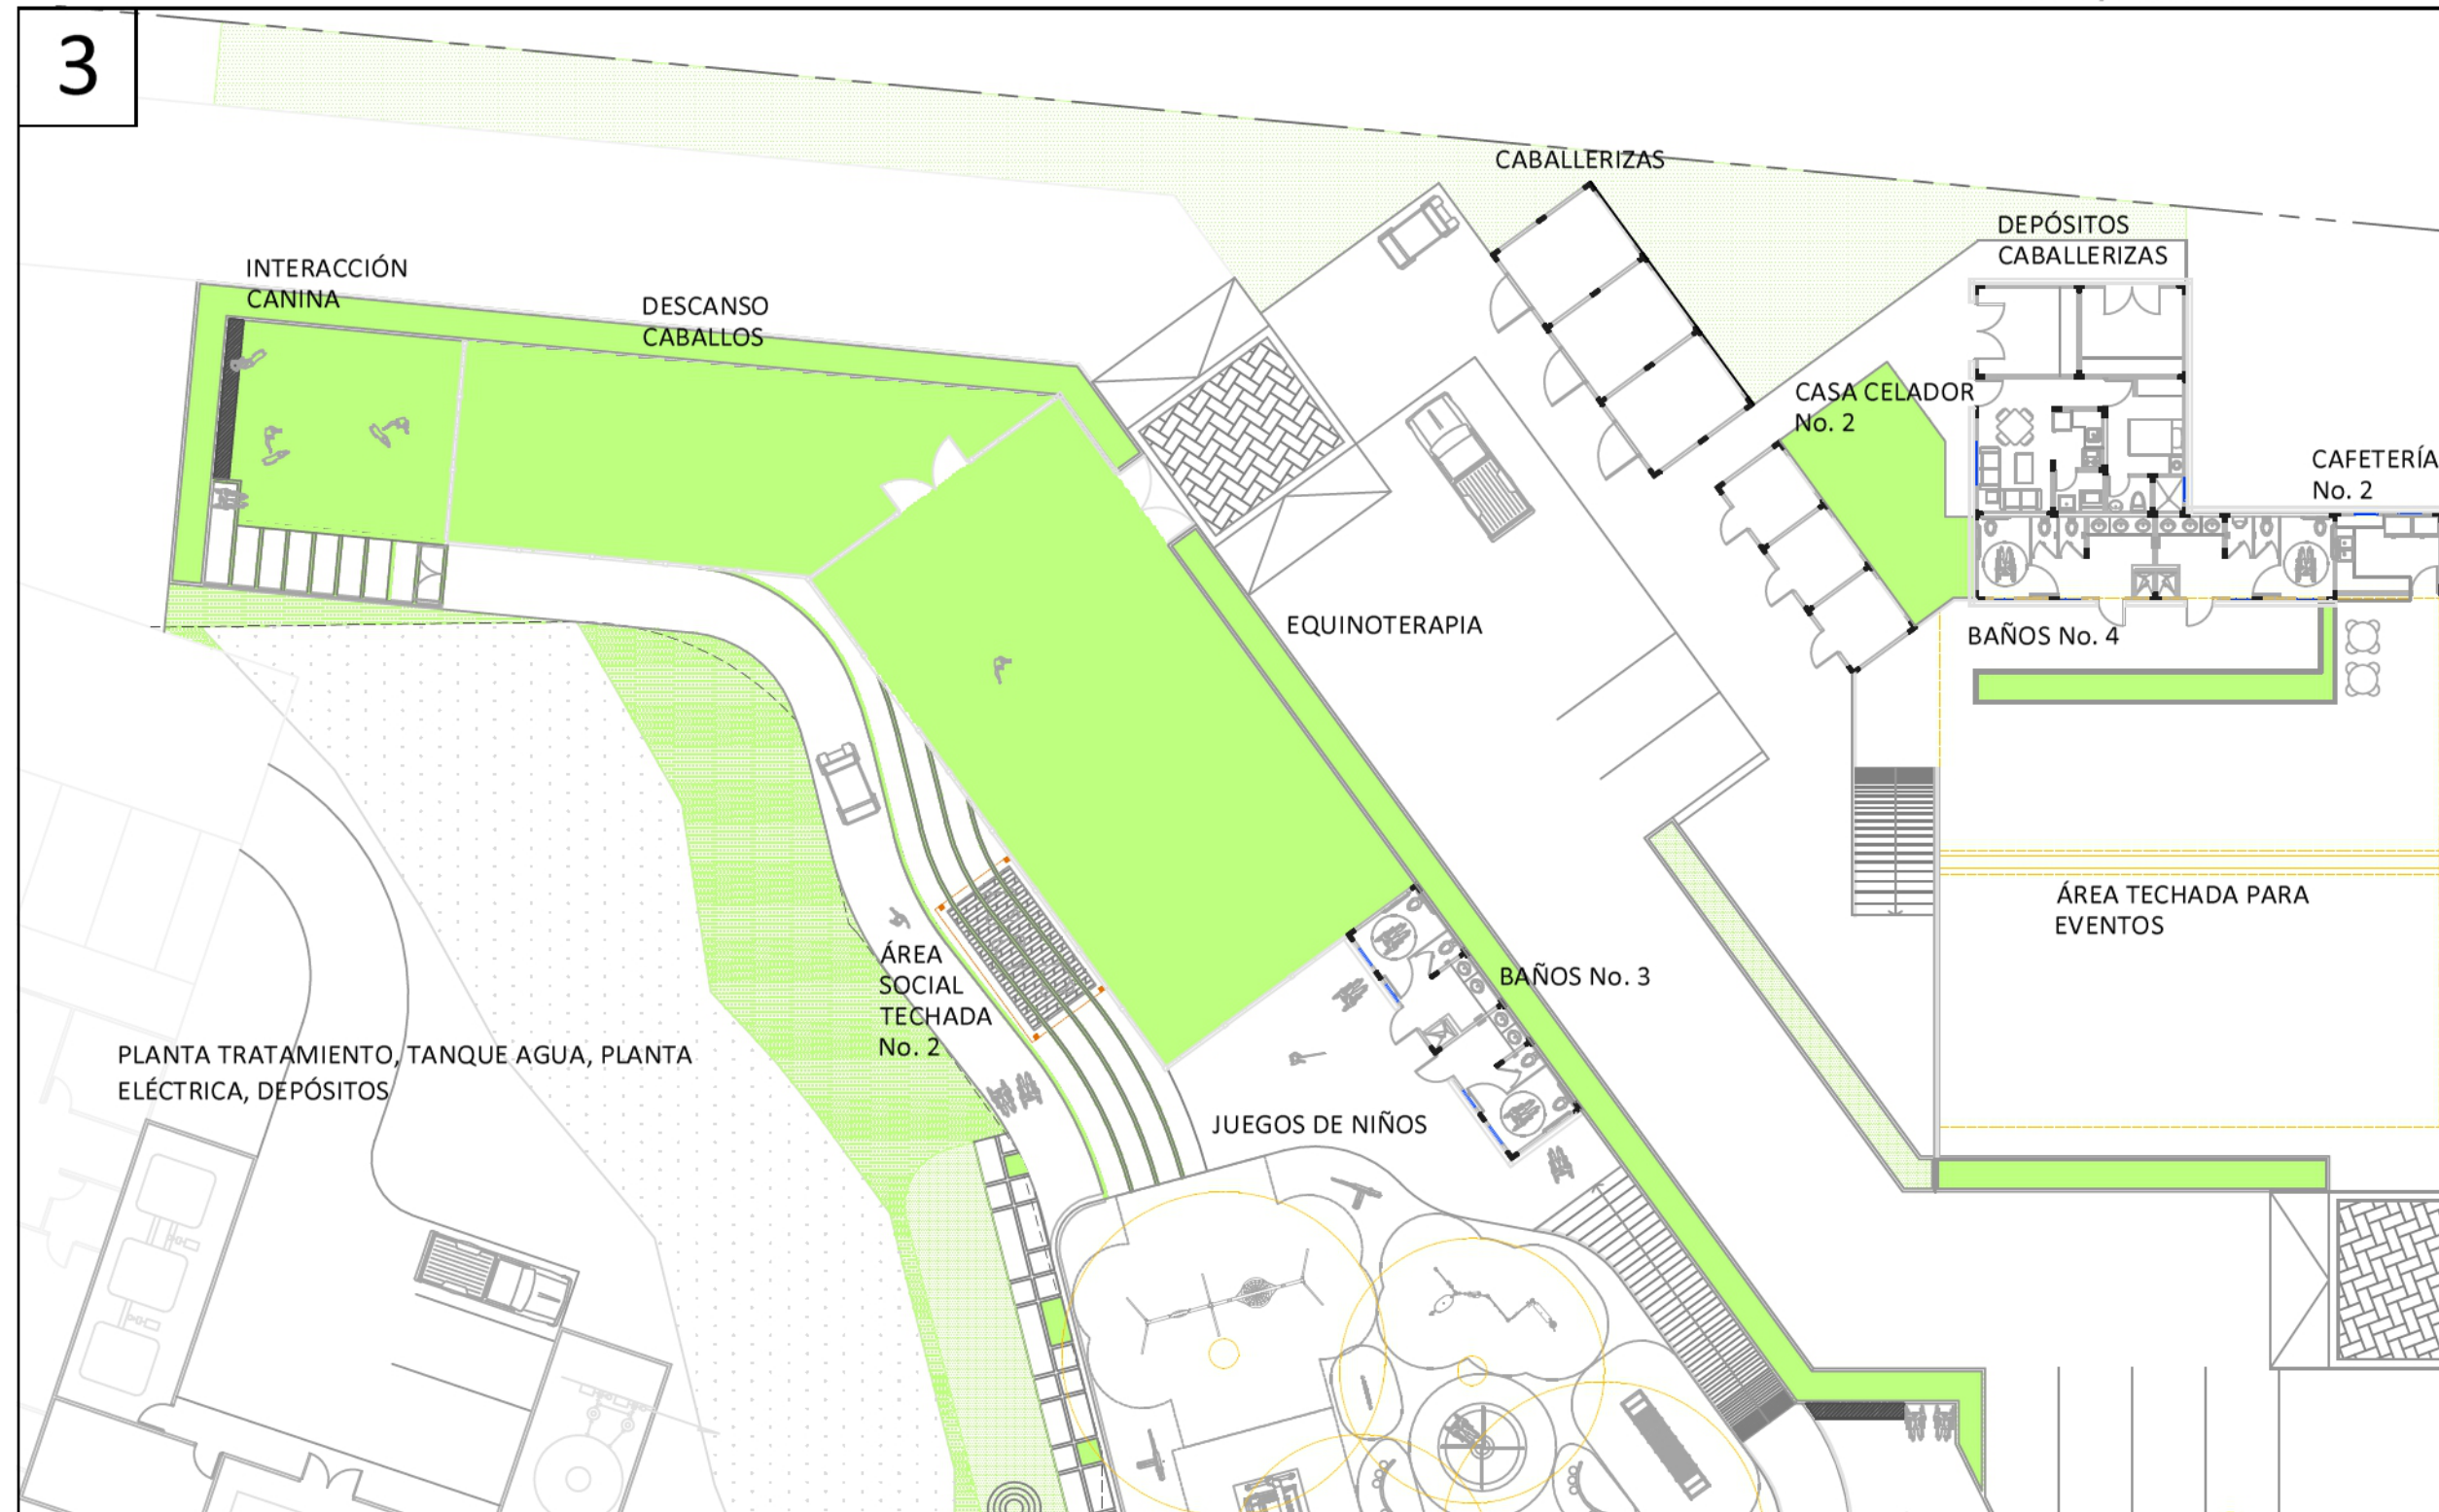 3
CABALLERIZAS
DEPÓSITOS
CABALLERIZAS
INTERACCIÓN
CANINA
DESCANSO
CABALLOS
CASA CELADOR
No. 2
CAFETERÍA
No. 2
EQUINOTERAPIA
BAÑOS No. 4
ÁREA TECHADA PARA
EVENTOS
ÁREA
SOCIAL
TECHADA
No. 2
BAÑOS No. 3
PLANTA TRATAMIENTO, TANQUE AGUA, PLANTA
ELÉCTRICA, DEPÓSITOS
JUEGOS DE NIÑOS